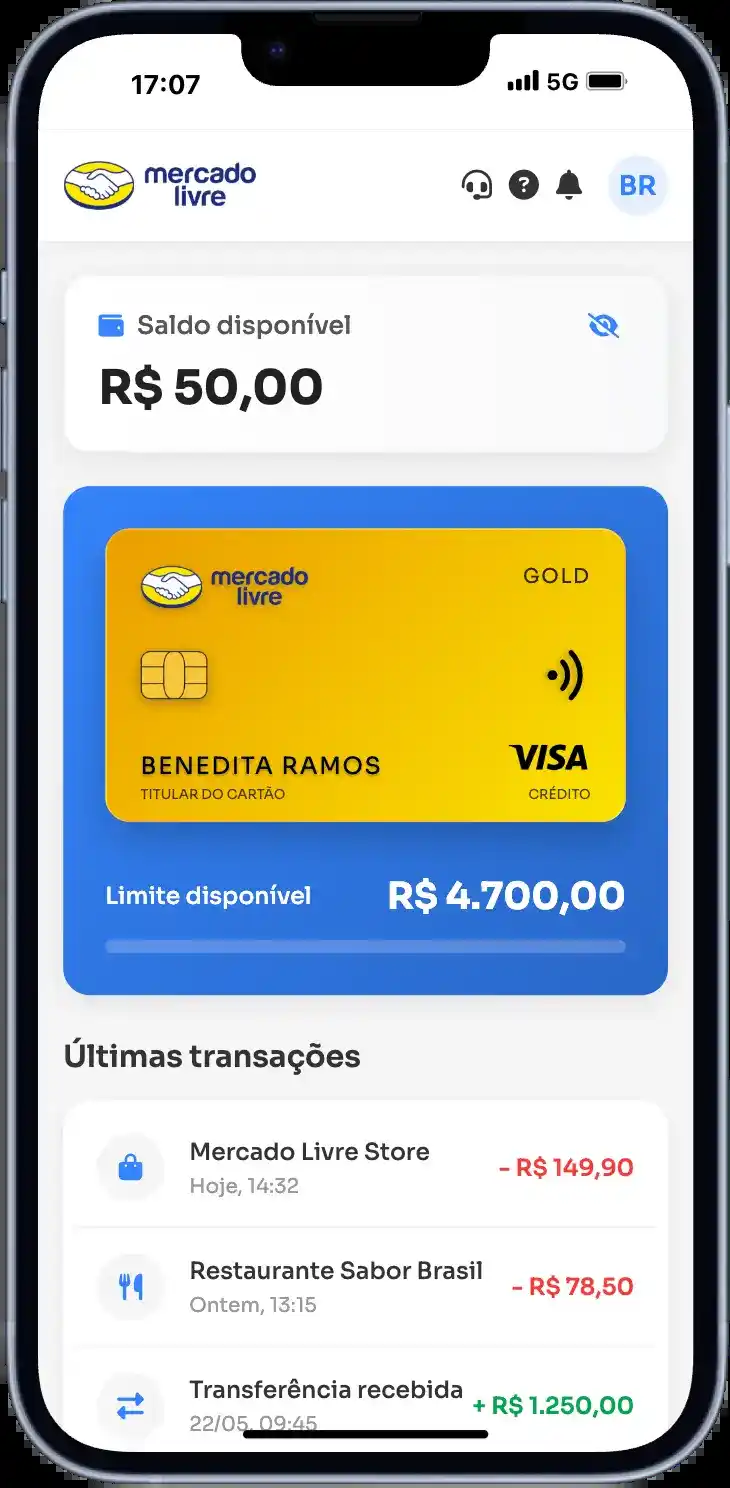 17:07
5G
mercado
livre
?
BR
Saldo disponível
R$ 50,00
mercado
livre
GOLD
BENEDITA RAMOS
TITULAR DO CARTÃO
VISA
CRÉDITO
Limite disponível
R$ 4.700,00
Últimas transações
Mercado Livre Store
- R$ 149,90
Hoje, 14:32
Restaurante Sabor Brasil
- R$ 78,50
Ontem, 13:15
Transferência recebida
+ R$ 1.250,00
22/05, 09:45